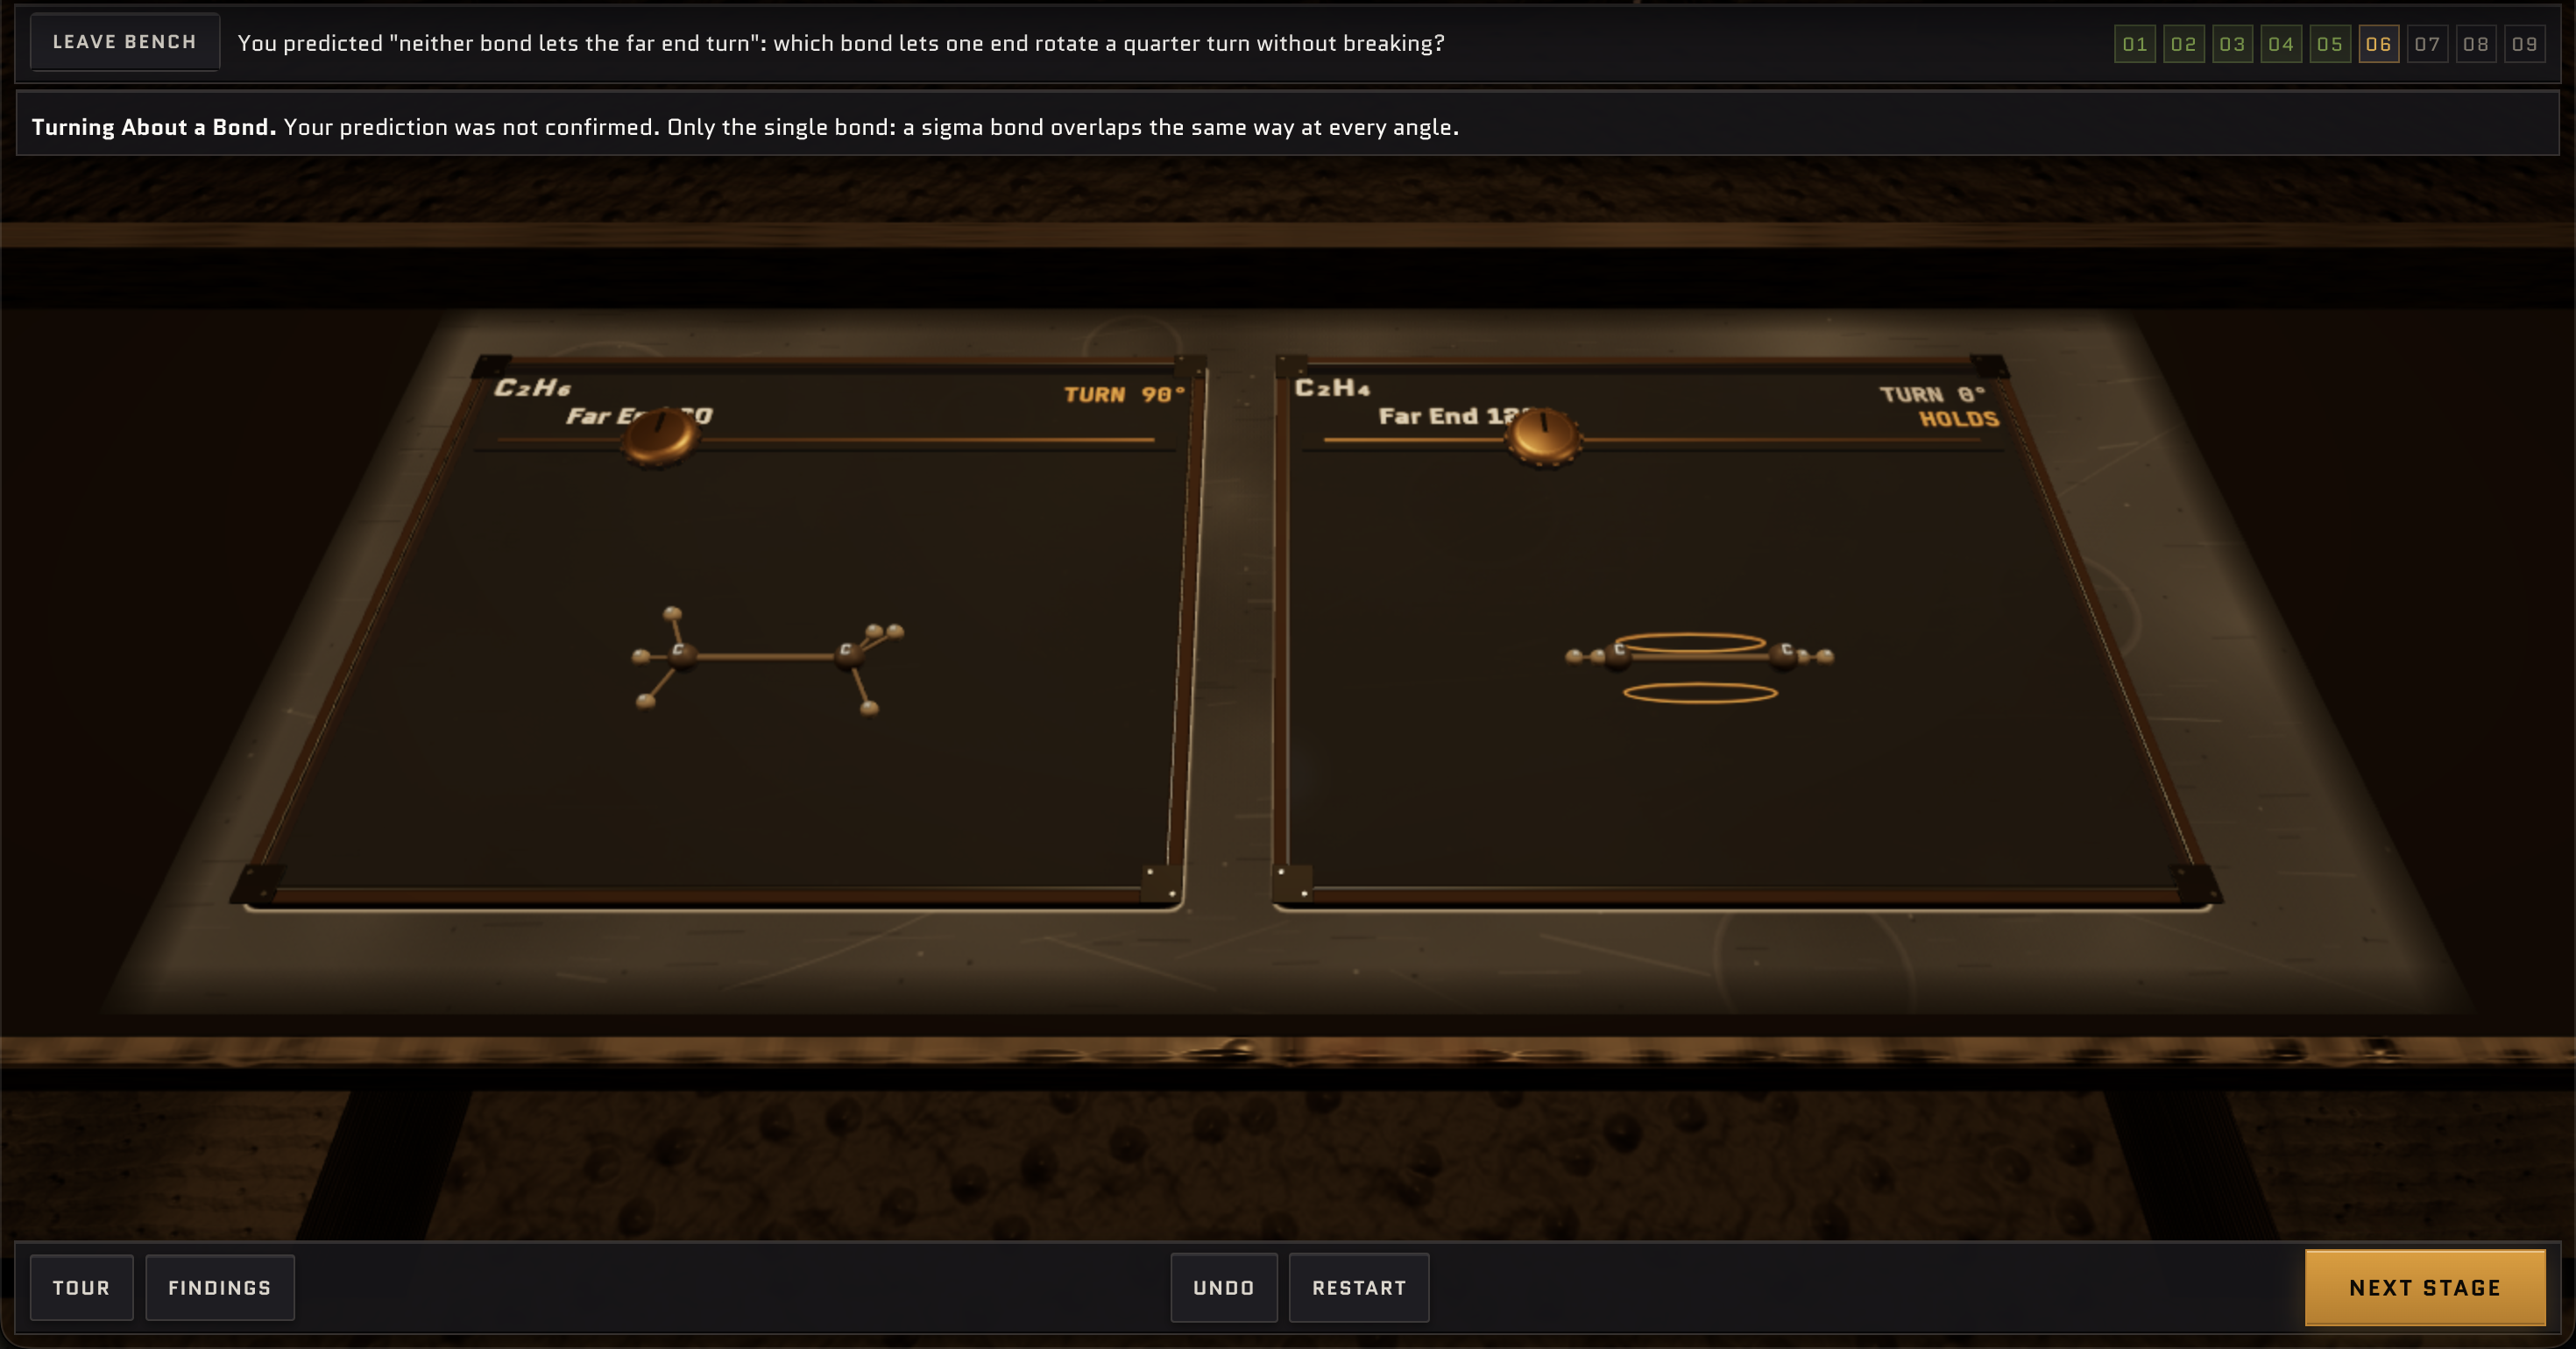 LEAVE BENCH
You predicted "neither bond lets the far end turn": which bond lets one end rotate a quarter turn without breaking?
01 02 03 04 05 06 07 08 09
Turning About a Bond. Your prediction was not confirmed. Only the single bond: a sigma bond overlaps the same way at every angle.
C₂H₆
TURN 90°
Far
C₂H₄
TURN 0°
Far End
HOLDS
C C
C C
TOUR
FINDINGS
UNDO
RESTART
NEXT STAGE